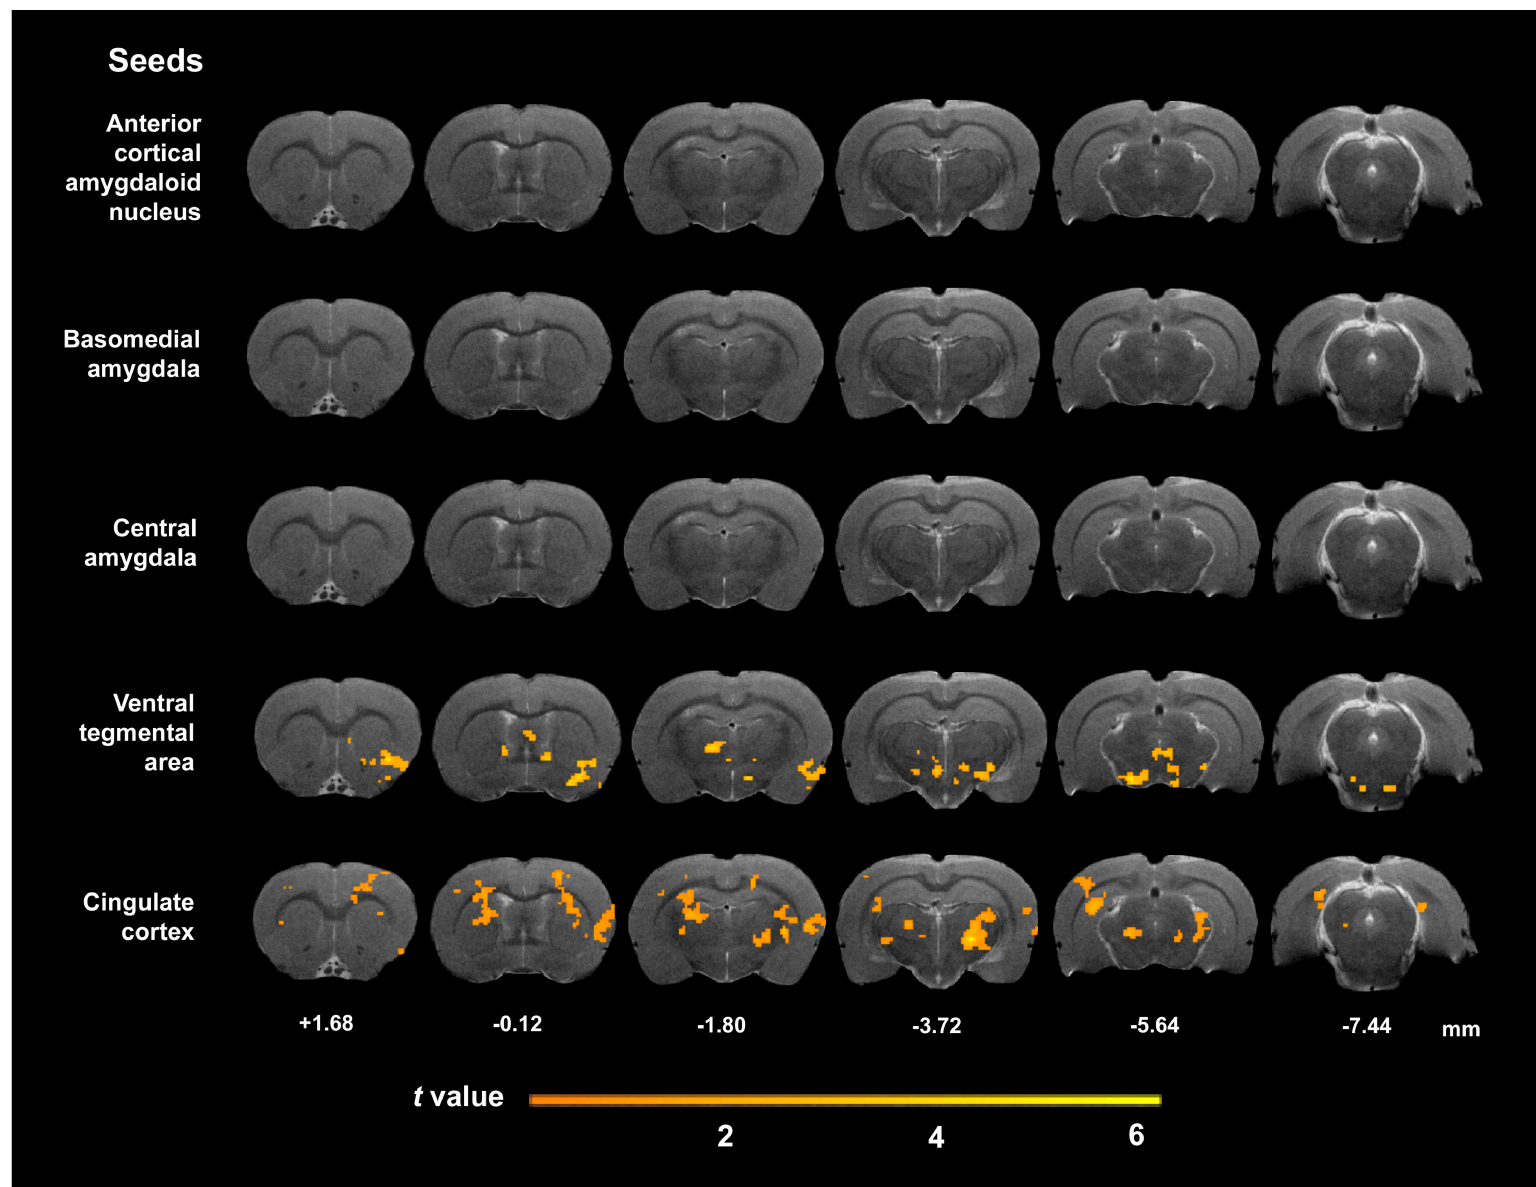 Seeds
Anterior
cortical
amygdaloid
nucleus
Basomedial
amygdala
Central
amygdala
Ventral
tegmental
area
Cingulate
cortex
+1.68 -0.12 -1.80 -3.72 -5.64 -7.44 mm
t value
2 4 6